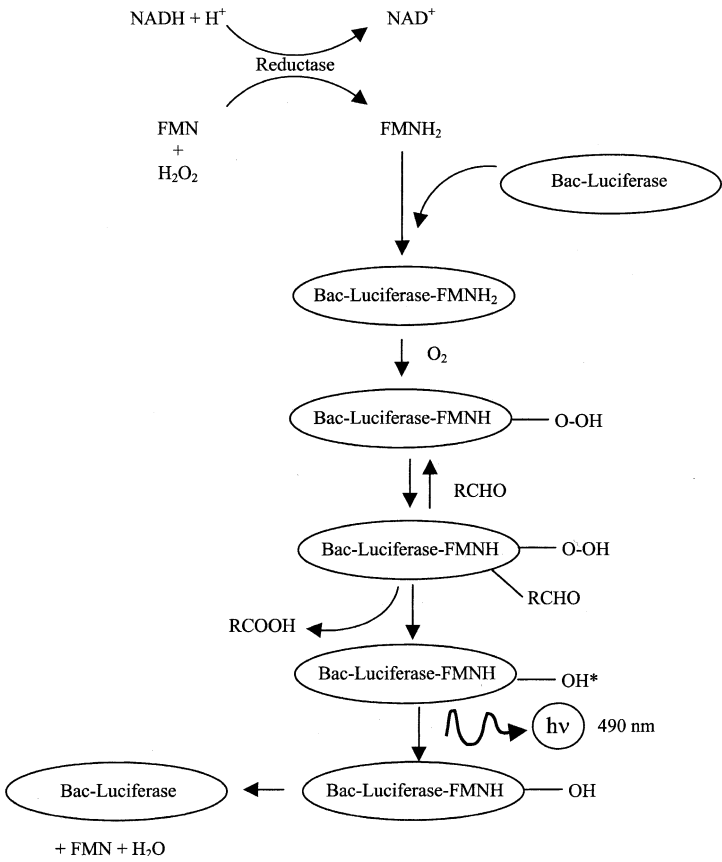 NADH + H⁺
NAD⁺
Reductase
FMN
+
H₂O₂
FMNH₂
Bac-Luciferase
Bac-Luciferase-FMNH₂
O₂
Bac-Luciferase-FMNH
O-OH
RCHO
Bac-Luciferase-FMNH
O-OH
RCHO
RCOOH
Bac-Luciferase-FMNH
OH*
hν
490 nm
Bac-Luciferase
Bac-Luciferase-FMNH
OH
+ FMN + H₂O